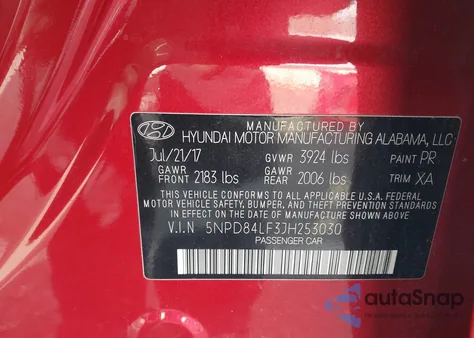 MANUFACTURED BY
HYUNDAI MOTOR MANUFACTURING ALABAMA, LLC
Jul/21/17 GVWR 3924 lbs PAINT PR
GAWR FRONT 2183 lbs GAWR REAR 2006 lbs TRIM XA
THIS VEHICLE CONFORMS TO ALL APPLICABLE U.S.A. FEDERAL
MOTOR VEHICLE SAFETY, BUMPER, AND THEFT PREVENTION STANDARDS
IN EFFECT ON THE DATE OF MANUFACTURE SHOWN ABOVE.
V.I.N 5NPD84LF3JH253030
PASSENGER CAR
autaSnap